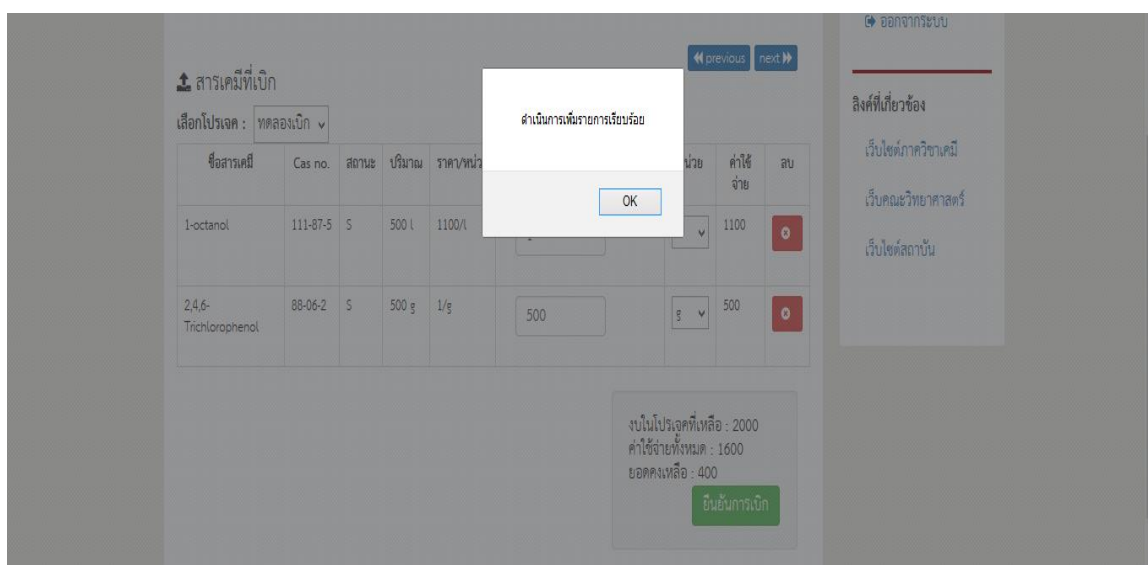 ออกจากระบบ
previous next
สารเคมีที่เบิก
เลือกโปรเจค : ทดลองเบิก
ดำเนินการเพิ่มรายการเรียบร้อย
OK
ลิงค์ที่เกี่ยวข้อง
เว็บไซต์ภาควิชาเคมี
เว็บคณะวิทยาศาสตร์
เว็บไซต์สถาบัน
ชื่อสารเคมี Cas no. สถานะ ปริมาณ ราคา/หน่ว น่วย ค่าใช้จ่าย ลบ
1-octanol 111-87-5 S 500 l 1100/l 1100
2,4,6-
Trichlorophenol 88-06-2 S 500 g 1/g 500 g 500
งบในโปรเจคที่เหลือ : 2000
ค่าใช้จ่ายทั้งหมด : 1600
ยอดคงเหลือ : 400
ยืนยันการเบิก